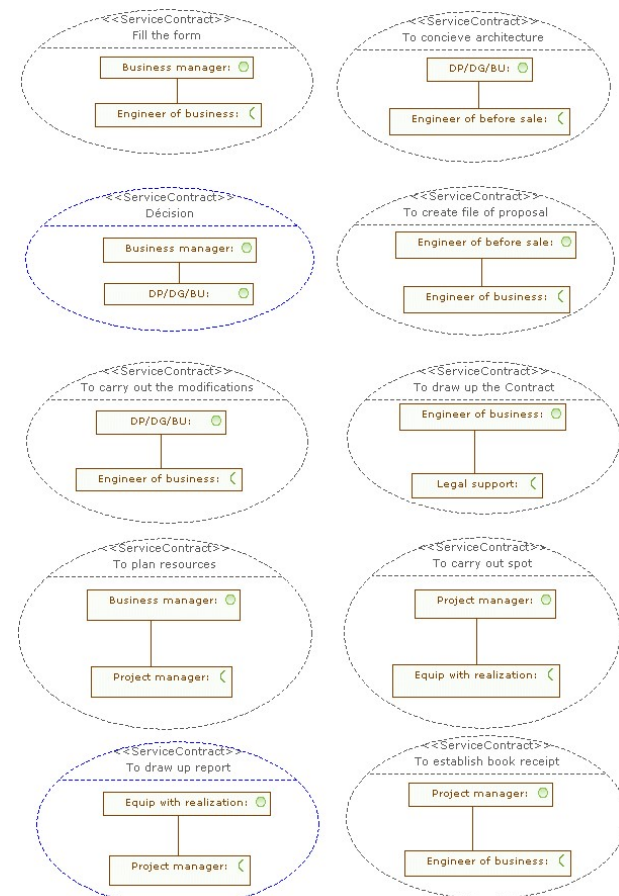 <<ServiceContract>>
Fill the form
Business manager:
Engineer of business:
<<ServiceContract>>
To concieve architecture
DP/DG/BU:
Engineer of before sale:
<<ServiceContract>>
Décision
Business manager:
DP/DG/BU:
<<ServiceContract>>
To create file of proposal
Engineer of before sale:
Engineer of business:
<<ServiceContract>>
To carry out the modifications
DP/DG/BU:
Engineer of business:
<<ServiceContract>>
To draw up the Contract
Engineer of business:
Legal support:
<<ServiceContract>>
To plan resources
Business manager:
Project manager:
<<ServiceContract>>
To carry out spot
Project manager:
Equip with realization:
<<ServiceContract>>
To draw up report
Equip with realization:
Project manager:
<<ServiceContract>>
To establish book receipt
Project manager:
Engineer of business: